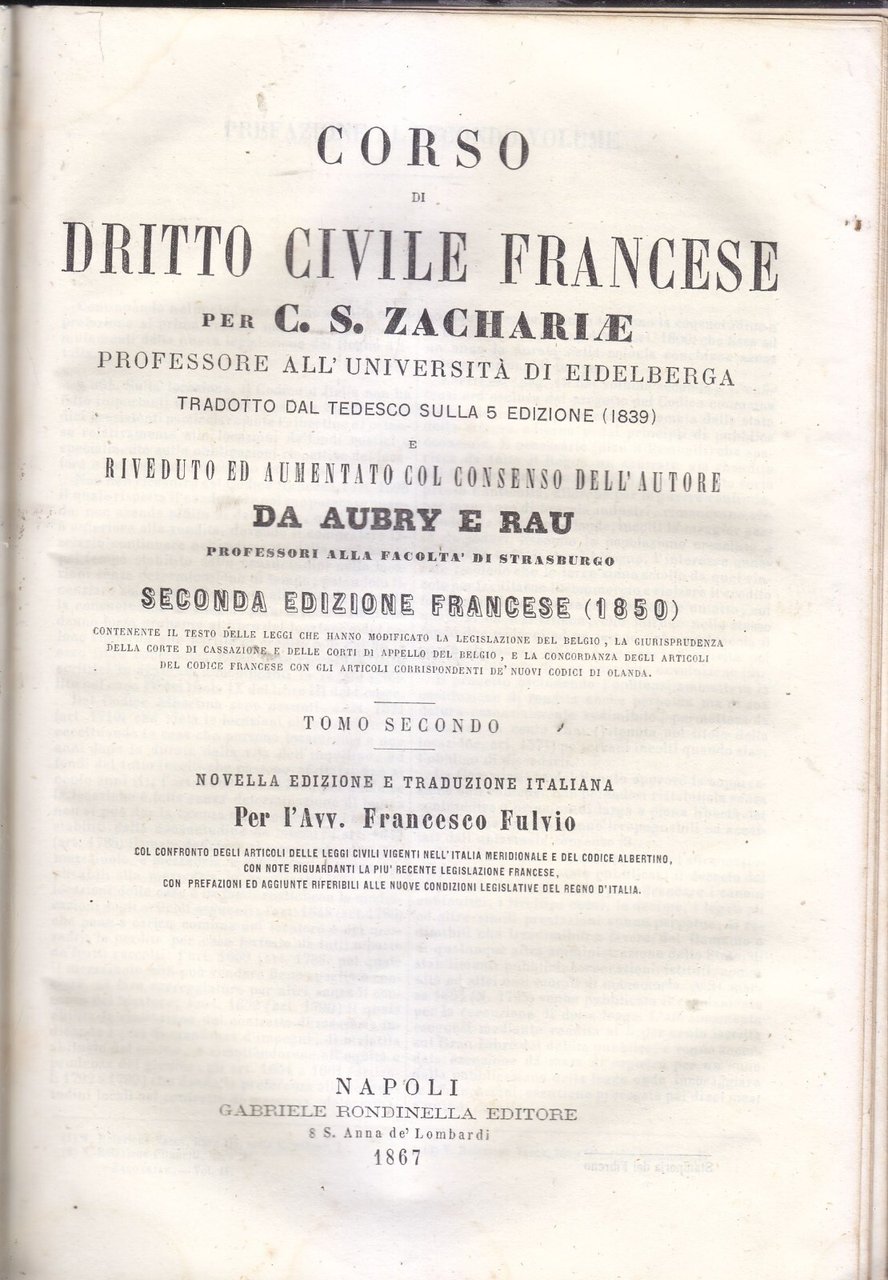 CORSO
DI
DRITTO CIVILE FRANCESE
PER C. S. ZACHARIÆ
PROFESSORE ALL' UNIVERSITÀ DI EIDELBERGA
TRADOTTO DAL TEDESCO SULLA 5 EDIZIONE (1839)
E
RIVEDUTO ED AUMENTATO COL CONSENSO DELL'AUTORE
DA AUBRY E RAU
PROFESSORI ALLA FACOLTA' DI STRASBURGO
SECONDA EDIZIONE FRANCESE (1850)
CONTENENTE IL TESTO DELLE LEGGI CHE HANNO MODIFICATO LA LEGISLAZIONE DEL BELGIO, LA GIURISPRUDENZA
DELLA CORTE DI CASSAZIONE E DELLE CORTI DI APPELLO DEL BELGIO, E LA CONCORDANZA DEGLI ARTICOLI
DEL CODICE FRANCESE CON GLI ARTICOLI CORRISPONDENTI DE' NUOVI CODICI DI OLANDA.
TOMO SECONDO
NOVELLA EDIZIONE E TRADUZIONE ITALIANA
Per l'Avv. Francesco Fulvio
COL CONFRONTO DEGLI ARTICOLI DELLE LEGGI CIVILI VIGENTI NELL'ITALIA MERIDIONALE E DEL CODICE ALBERTINO,
CON NOTE RIGUARDANTI LA PIU' RECENTE LEGISLAZIONE FRANCESE,
CON PREFAZIONI ED AGGIUNTE RIFERIBILI ALLE NUOVE CONDIZIONI LEGISLATIVE DEL REGNO D'ITALIA.
NAPOLI
GABRIELE RONDINELLA EDITORE
8 S. Anna de' Lombardi
1867